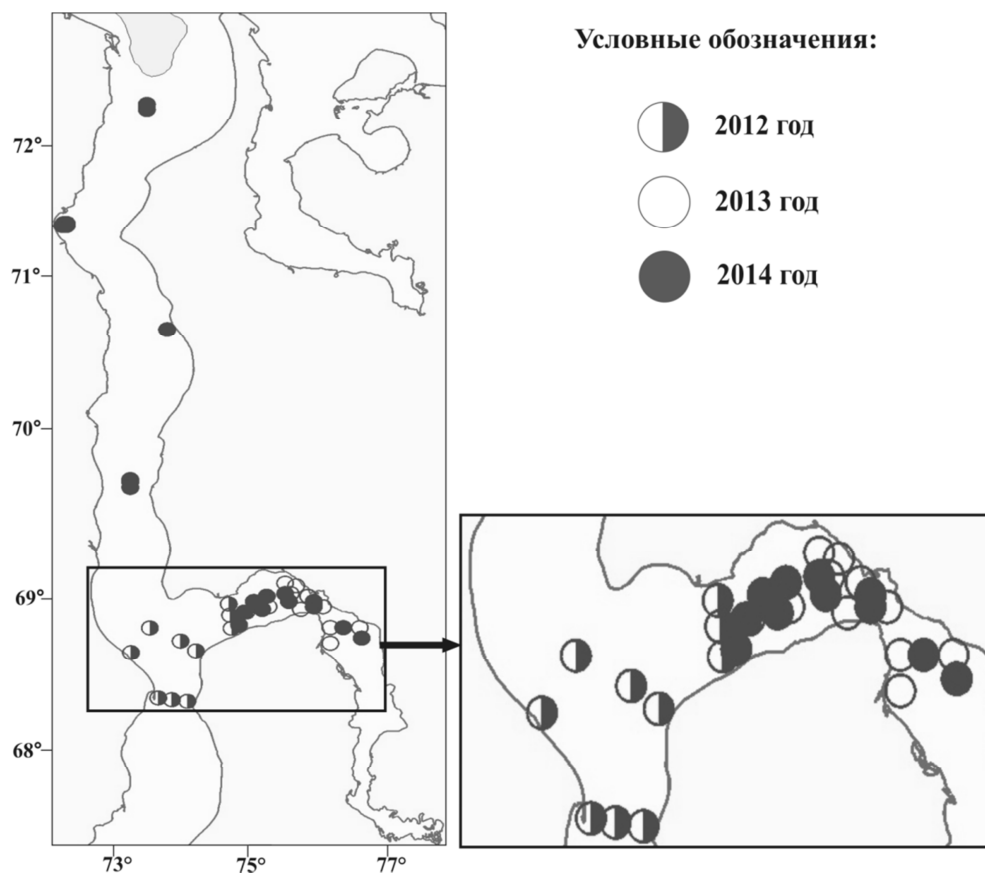 Условные обозначения:
2012 год
2013 год
2014 год
72°
71°
70°
69°
68°
73°
75°
77°